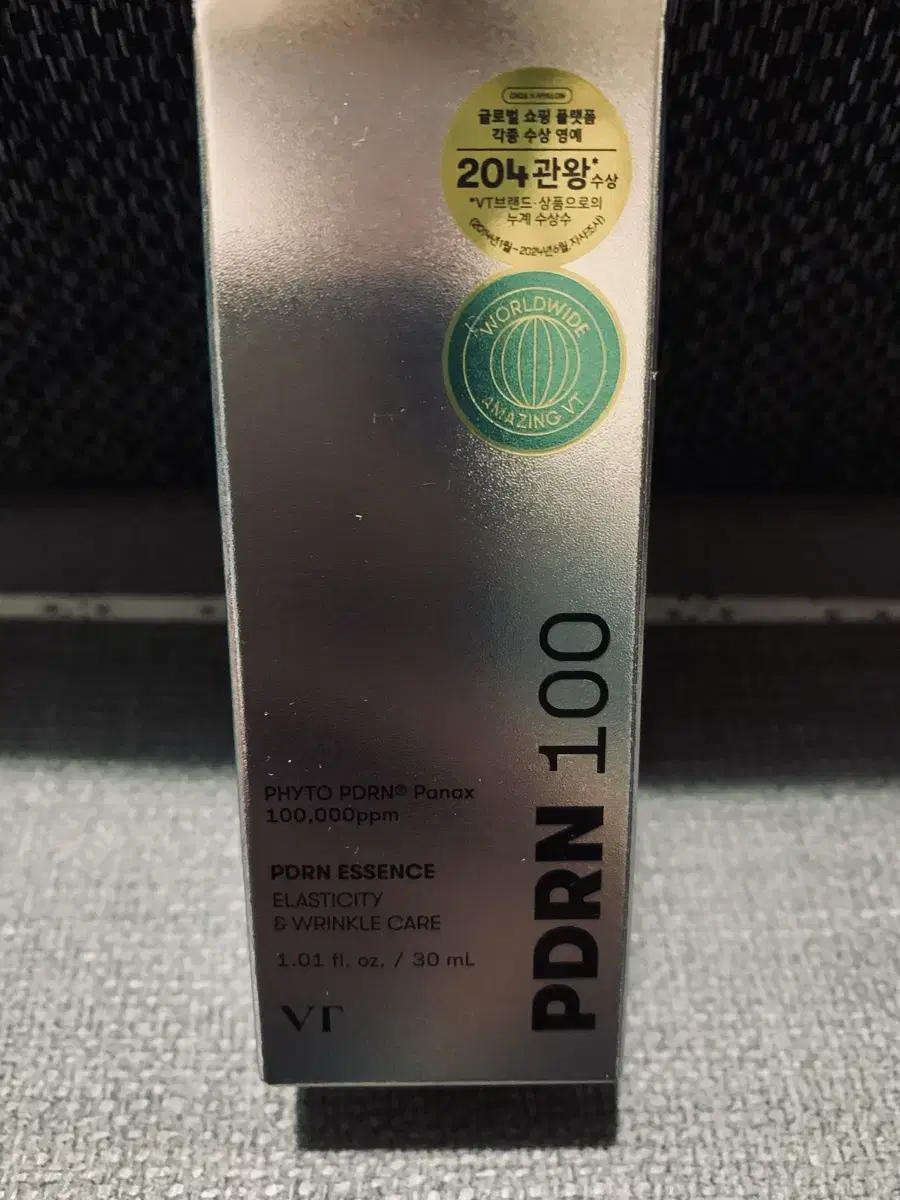 글로벌 쇼핑 플랫폼
각종 수상 영예
204관왕* 수상
*VT브랜드·상품으로의
누계 수상수
WORLDWIDE
AMAZING VT
PDRN 100
PHYTO PDRN® Panax
100,000ppm
PDRN ESSENCE
ELASTICITY
& WRINKLE CARE
1.01 fl. oz. / 30 mL
VT